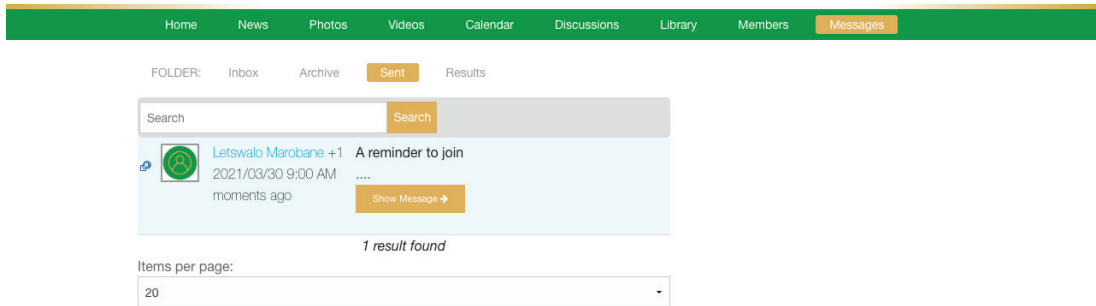 Home News Photos Videos Calendar Discussions Library Members Messages
FOLDER: Inbox Archive Sent Results
Search Search
Letswalo Marobane +1 A reminder to join
2021/03/30 9:00 AM ....
moments ago Show Message →
1 result found
Items per page:
20